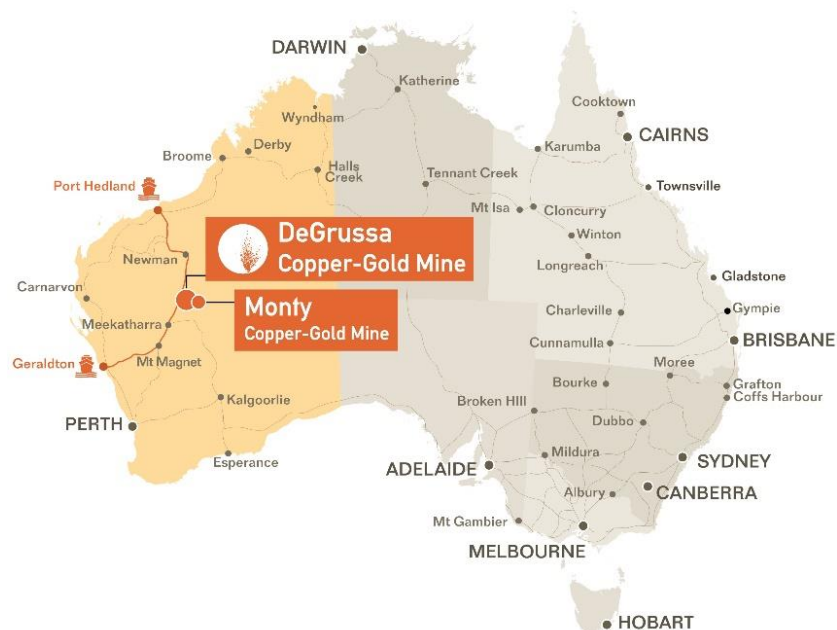 DARWIN
Katherine
Wyndham
Cooktown
CAIRNS
Derby
Broome
Karumba
Halls
Creek
Tennant Creek
Port Hedland
Townsville
Mt Isa
Cloncurry
DeGrussa
Copper-Gold Mine
Winton
Newman
Longreach
Gladstone
Carnarvon
Monty
Copper-Gold Mine
Charleville
Gympie
Meekatharra
Cunnamulla
BRISBANE
Geraldton
Mt Magnet
Moree
Bourke
Grafton
Kalgoorlie
Broken Hill
Coffs Harbour
PERTH
Dubbo
Esperance
Mildura
SYDNEY
ADELAIDE
Albury
CANBERRA
Mt Gambier
MELBOURNE
HOBART